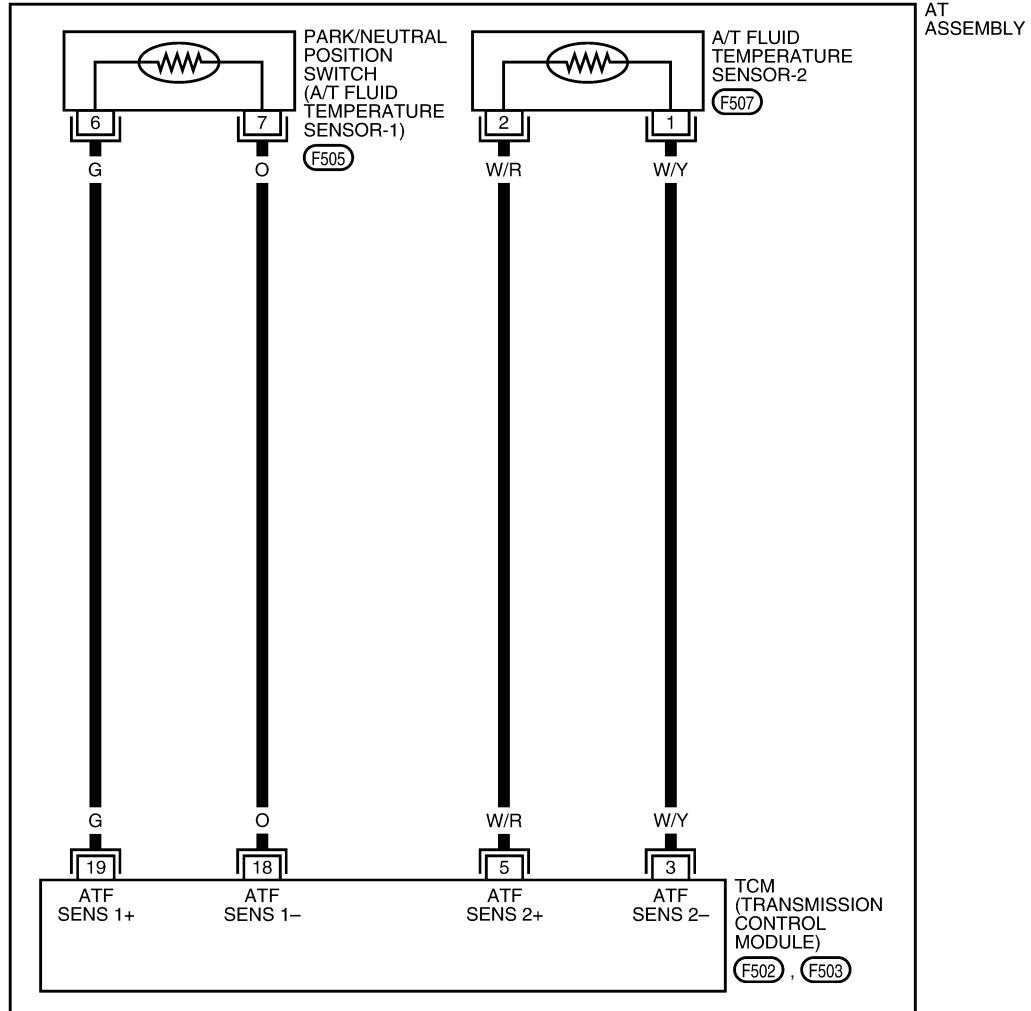 AT
ASSEMBLY
PARK/NEUTRAL
POSITION
SWITCH
(A/T FLUID
TEMPERATURE
SENSOR-1)
F505
A/T FLUID
TEMPERATURE
SENSOR-2
F507
6
7
2
1
G
O
W/R
W/Y
G
O
W/R
W/Y
19
18
5
3
ATF
SENS 1+
ATF
SENS 1–
ATF
SENS 2+
ATF
SENS 2–
TCM
(TRANSMISSION
CONTROL
MODULE)
F502 , F503